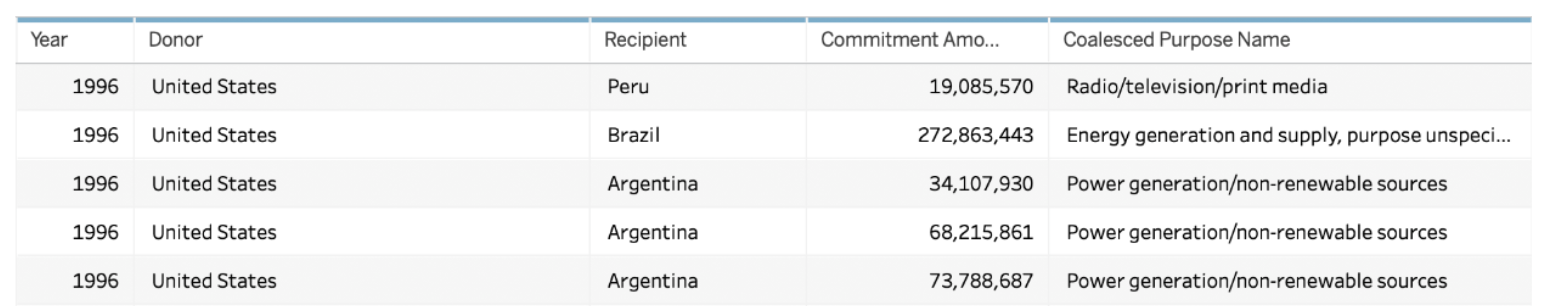 Year Donor Recipient Commitment Amo... Coalesced Purpose Name
1996 United States Peru 19,085,570 Radio/television/print media
1996 United States Brazil 272,863,443 Energy generation and supply, purpose unspeci...
1996 United States Argentina 34,107,930 Power generation/non-renewable sources
1996 United States Argentina 68,215,861 Power generation/non-renewable sources
1996 United States Argentina 73,788,687 Power generation/non-renewable sources